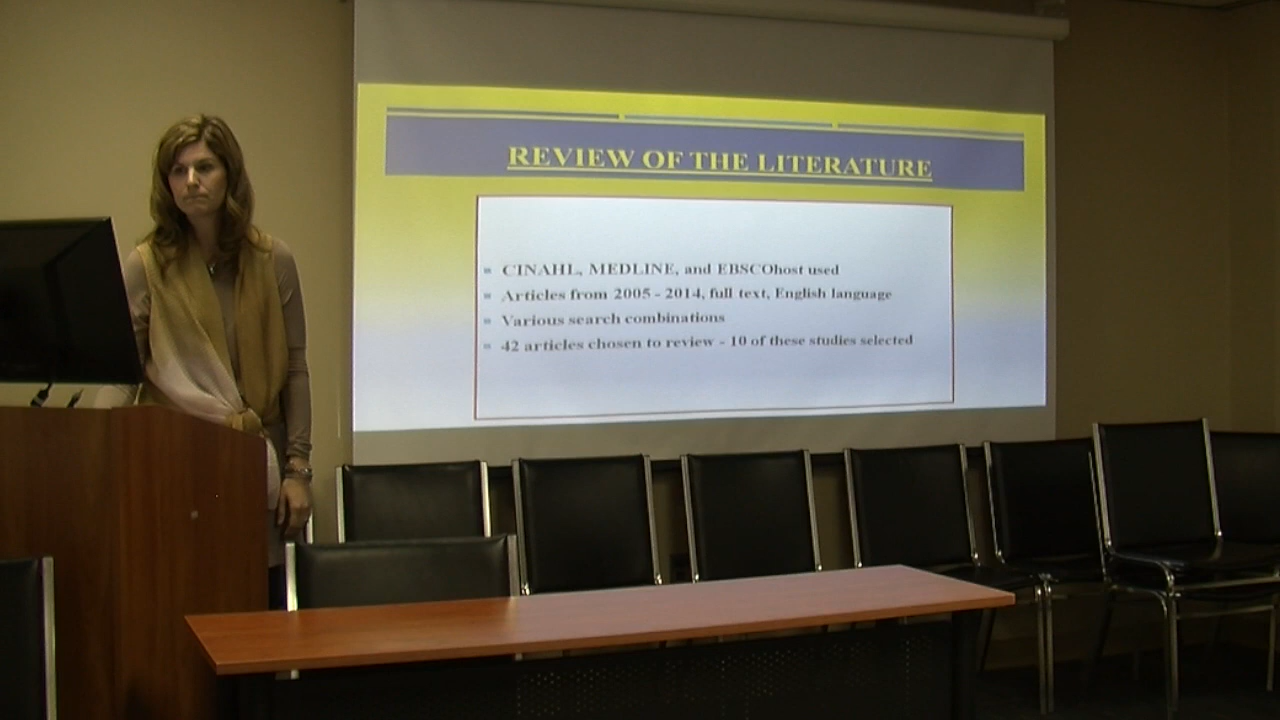 REVIEW OF THE LITERATURE
CINAHL, MEDLINE, and EBSCOhost used
Articles from 2005 - 2014, full text, English language
Various search combinations
42 articles chosen to review - 10 of these studies selected